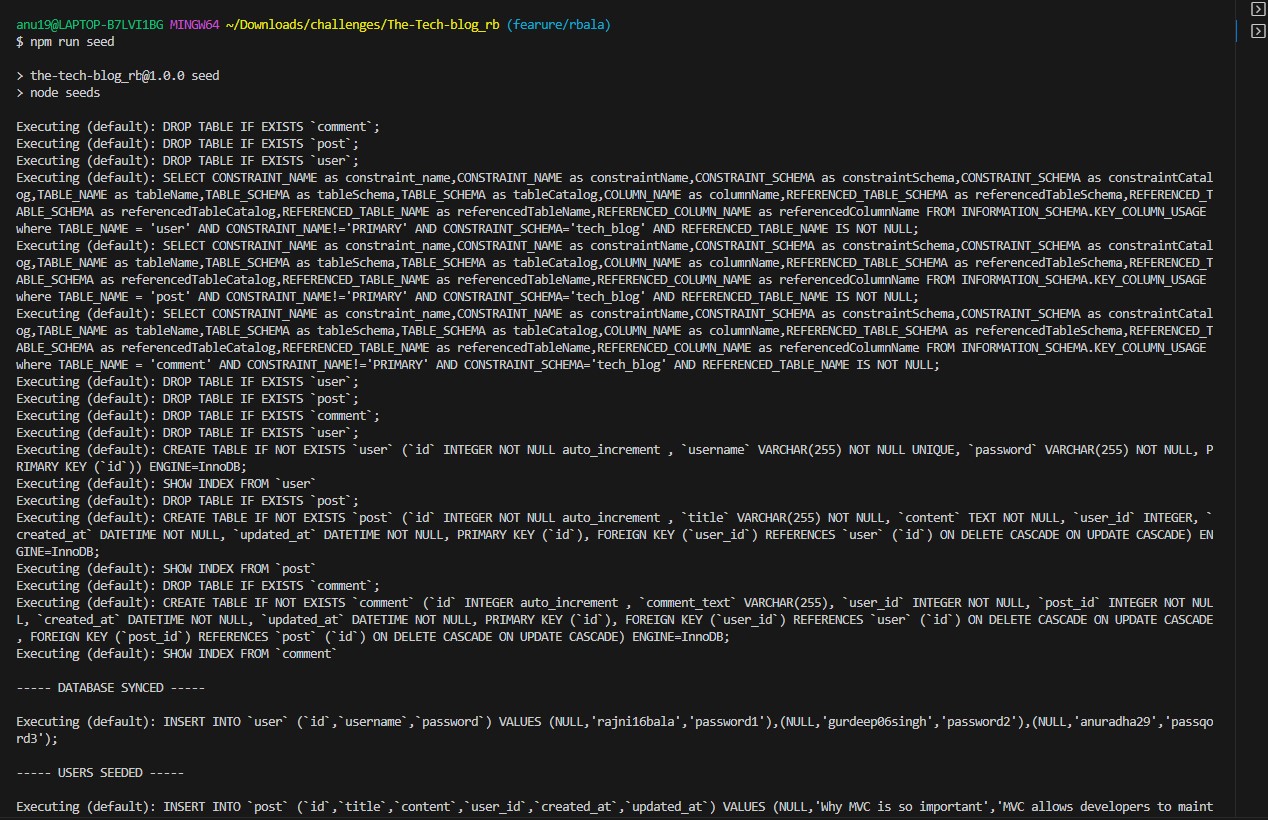 anu19@LAPTOP-B7LVI1BG MINGW64 ~/Downloads/challenges/The-Tech-blog_rb (fearure/rbala)
$ npm run seed
> the-tech-blog_rb@1.0.0 seed
> node seeds
Executing (default): DROP TABLE IF EXISTS `comment`;
Executing (default): DROP TABLE IF EXISTS `post`;
Executing (default): DROP TABLE IF EXISTS `user`;
Executing (default): SELECT CONSTRAINT_NAME as constraint_name,CONSTRAINT_NAME as constraintName,CONSTRAINT_SCHEMA as constraintSchema,CONSTRAINT_SCHEMA as constraintCatal
og,TABLE_NAME as tableName,TABLE_SCHEMA as tableSchema,TABLE_SCHEMA as tableCatalog,COLUMN_NAME as columnName,REFERENCED_TABLE_SCHEMA as referencedTableSchema,REFERENCED_T
ABLE_SCHEMA as referencedTableCatalog,REFERENCED_TABLE_NAME as referencedTableName,REFERENCED_COLUMN_NAME as referencedColumnName FROM INFORMATION_SCHEMA.KEY_COLUMN_USAGE
where TABLE_NAME = 'user' AND CONSTRAINT_NAME!='PRIMARY' AND CONSTRAINT_SCHEMA='tech_blog' AND REFERENCED_TABLE_NAME IS NOT NULL;
Executing (default): SELECT CONSTRAINT_NAME as constraint_name,CONSTRAINT_NAME as constraintName,CONSTRAINT_SCHEMA as constraintSchema,CONSTRAINT_SCHEMA as constraintCatal
og,TABLE_NAME as tableName,TABLE_SCHEMA as tableSchema,TABLE_SCHEMA as tableCatalog,COLUMN_NAME as columnName,REFERENCED_TABLE_SCHEMA as referencedTableSchema,REFERENCED_T
ABLE_SCHEMA as referencedTableCatalog,REFERENCED_TABLE_NAME as referencedTableName,REFERENCED_COLUMN_NAME as referencedColumnName FROM INFORMATION_SCHEMA.KEY_COLUMN_USAGE
where TABLE_NAME = 'post' AND CONSTRAINT_NAME!='PRIMARY' AND CONSTRAINT_SCHEMA='tech_blog' AND REFERENCED_TABLE_NAME IS NOT NULL;
Executing (default): SELECT CONSTRAINT_NAME as constraint_name,CONSTRAINT_NAME as constraintName,CONSTRAINT_SCHEMA as constraintSchema,CONSTRAINT_SCHEMA as constraintCatal
og,TABLE_NAME as tableName,TABLE_SCHEMA as tableSchema,TABLE_SCHEMA as tableCatalog,COLUMN_NAME as columnName,REFERENCED_TABLE_SCHEMA as referencedTableSchema,REFERENCED_T
ABLE_SCHEMA as referencedTableCatalog,REFERENCED_TABLE_NAME as referencedTableName,REFERENCED_COLUMN_NAME as referencedColumnName FROM INFORMATION_SCHEMA.KEY_COLUMN_USAGE
where TABLE_NAME = 'comment' AND CONSTRAINT_NAME!='PRIMARY' AND CONSTRAINT_SCHEMA='tech_blog' AND REFERENCED_TABLE_NAME IS NOT NULL;
Executing (default): DROP TABLE IF EXISTS `user`;
Executing (default): DROP TABLE IF EXISTS `post`;
Executing (default): DROP TABLE IF EXISTS `comment`;
Executing (default): DROP TABLE IF EXISTS `user`;
Executing (default): CREATE TABLE IF NOT EXISTS `user` (`id` INTEGER NOT NULL auto_increment , `username` VARCHAR(255) NOT NULL UNIQUE, `password` VARCHAR(255) NOT NULL, P
RIMARY KEY (`id`)) ENGINE=InnoDB;
Executing (default): SHOW INDEX FROM `user`
Executing (default): DROP TABLE IF EXISTS `post`;
Executing (default): CREATE TABLE IF NOT EXISTS `post` (`id` INTEGER NOT NULL auto_increment , `title` VARCHAR(255) NOT NULL, `content` TEXT NOT NULL, `user_id` INTEGER, `
created_at` DATETIME NOT NULL, `updated_at` DATETIME NOT NULL, PRIMARY KEY (`id`), FOREIGN KEY (`user_id`) REFERENCES `user` (`id`) ON DELETE CASCADE ON UPDATE CASCADE) EN
GINE=InnoDB;
Executing (default): SHOW INDEX FROM `post`
Executing (default): DROP TABLE IF EXISTS `comment`;
Executing (default): CREATE TABLE IF NOT EXISTS `comment` (`id` INTEGER auto_increment , `comment_text` VARCHAR(255), `user_id` INTEGER NOT NULL, `post_id` INTEGER NOT NUL
L, `created_at` DATETIME NOT NULL, `updated_at` DATETIME NOT NULL, PRIMARY KEY (`id`), FOREIGN KEY (`user_id`) REFERENCES `user` (`id`) ON DELETE CASCADE ON UPDATE CASCADE
, FOREIGN KEY (`post_id`) REFERENCES `post` (`id`) ON DELETE CASCADE ON UPDATE CASCADE) ENGINE=InnoDB;
Executing (default): SHOW INDEX FROM `comment`
----- DATABASE SYNCED -----
Executing (default): INSERT INTO `user` (`id`,`username`,`password`) VALUES (NULL,'rajni16bala','password1'),(NULL,'gurdeep06singh','password2'),(NULL,'anuradha29','passqo
rd3');
----- USERS SEEDED -----
Executing (default): INSERT INTO `post` (`id`,`title`,`content`,`user_id`,`created_at`,`updated_at`) VALUES (NULL,'Why MVC is so important','MVC allows developers to maint